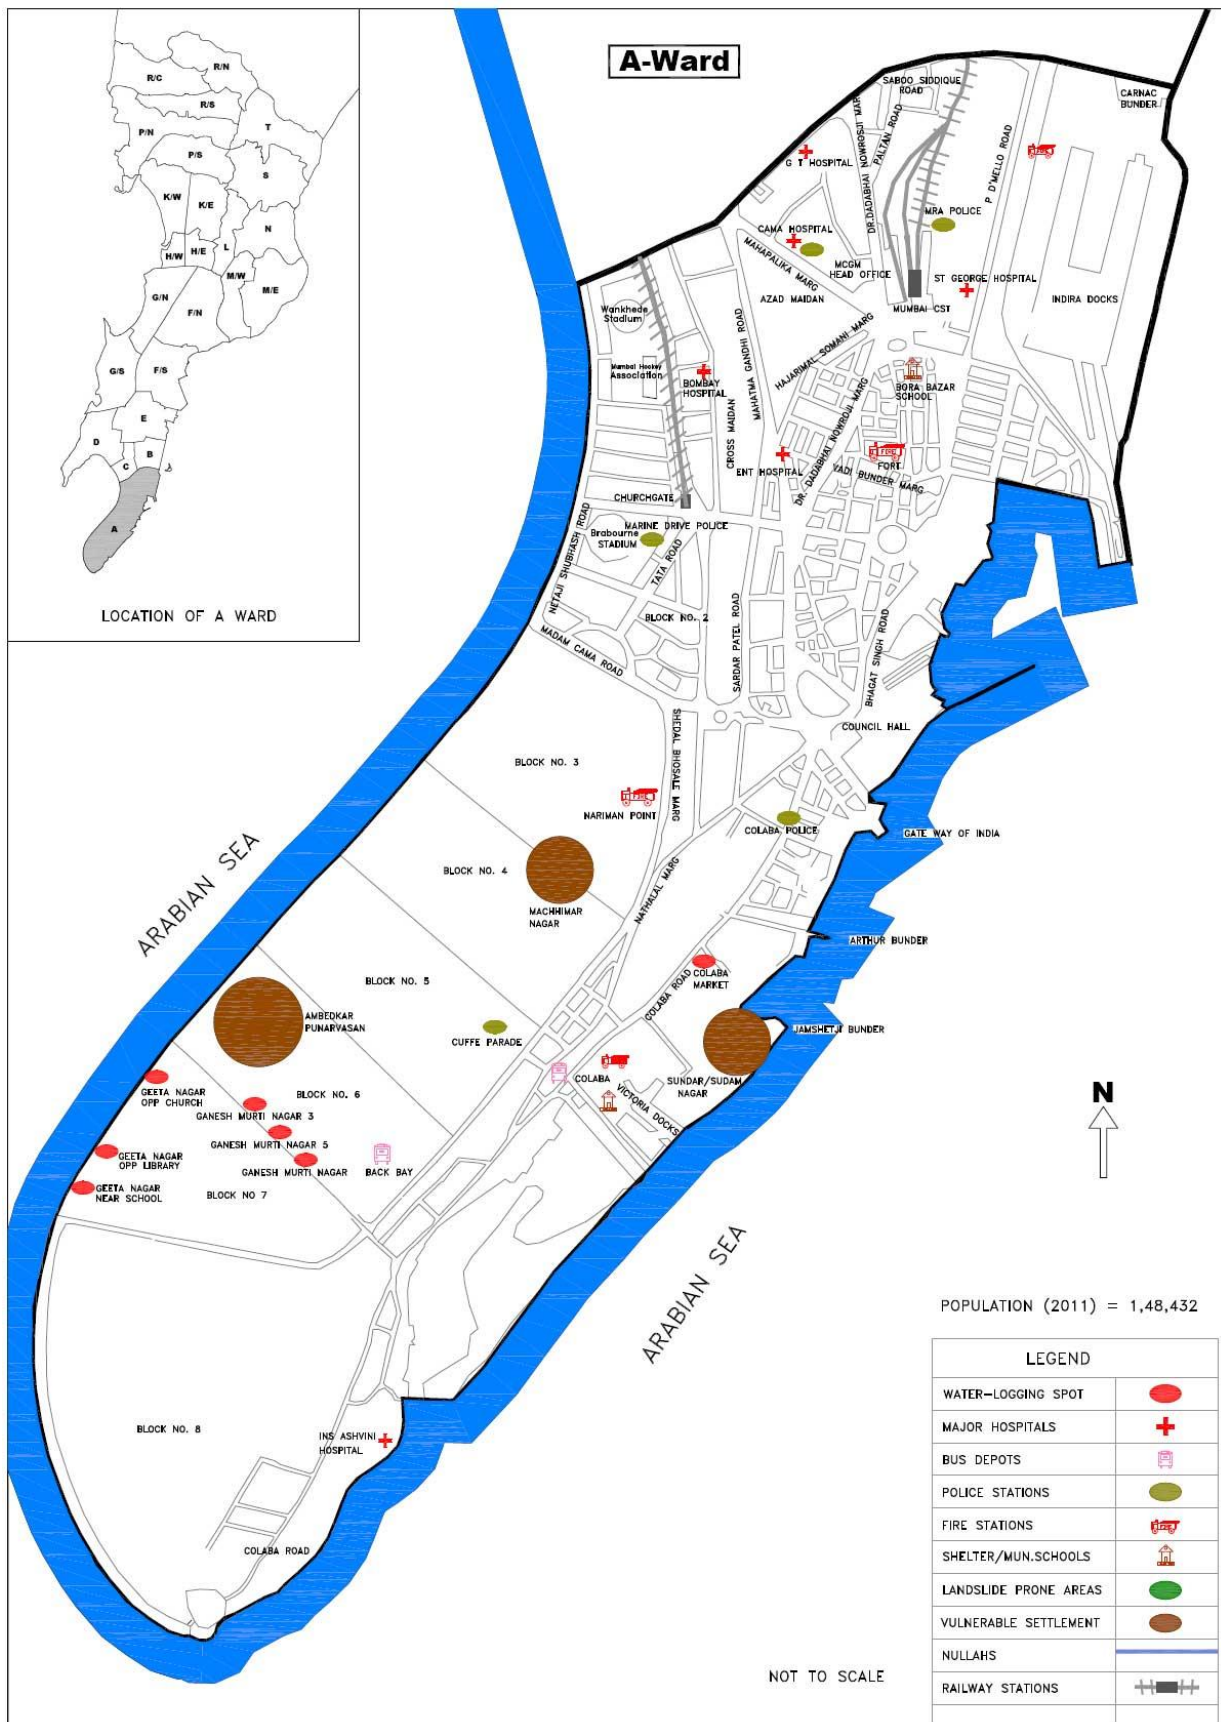 A-Ward
R/C
R/N
R/S
P/N
T
P/S
S
K/W
K/E
N
L
H/W
H/E
M/W
M/E
G/N
F/N
G/S
F/S
E
D
B
C
A
LOCATION OF A WARD
SABOO SIDDIQUE
ROAD
CARNAC
BUNDER
DR.DADABHAI NOWROSJI MAR
PALTAN ROAD
P D'MELLO ROAD
G T HOSPITAL
MRA POLICE
CAMA HOSPITAL
MAHAPALIKA MARG
MCGM
HEAD OFFICE
ST GEORGE HOSPITAL
AZAD MAIDAN
INDIRA DOCKS
MUMBAI CST
Wankhede
Stadium
HAJARIMAL SOMANI MARG
MAHATMA GANDHI ROAD
Mumbai Hockey
Association
BOMBAY
HOSPITAL
BORA BAZAR
SCHOOL
CROSS MAIDAN
DR. DADABHAI NOWROJI MARG
ENT HOSPITAL
FORT
VADI BUNDER MARG
CHURCHGATE
MARINE DRIVE POLICE
Brabourne
STADIUM
NETAJI SHUBHASH ROAD
TATA ROAD
BLOCK NO. 2
MADAM CAMA ROAD
SARDAR PATEL ROAD
BHAGAT SINGH ROAD
COUNCIL HALL
SHEDAL BHOSALE MARG
BLOCK NO. 3
NARIMAN POINT
COLABA POLICE
GATE WAY OF INDIA
ARABIAN SEA
BLOCK NO. 4
MACHHIMAR
NAGAR
NATHALAL MARG
ARTHUR BUNDER
BLOCK NO. 5
COLABA
MARKET
COLABA ROAD
AMBEDKAR
PUNARVASAN
CUFFE PARADE
JAMSHETJI BUNDER
COLABA
SUNDAR/SUDAM
NAGAR
VICTORIA DOCKS
GEETA NAGAR
OPP CHURCH
BLOCK NO. 6
GANESH MURTI NAGAR 3
GANESH MURTI NAGAR 5
GEETA NAGAR
OPP LIBRARY
GANESH MURTI NAGAR
BACK BAY
GEETA NAGAR
NEAR SCHOOL
BLOCK NO 7
N
ARABIAN SEA
BLOCK NO. 8
INS ASHVINI
HOSPITAL
COLABA ROAD
POPULATION (2011) = 1,48,432
LEGEND
WATER-LOGGING SPOT
MAJOR HOSPITALS
BUS DEPOTS
POLICE STATIONS
FIRE STATIONS
SHELTER/MUN.SCHOOLS
LANDSLIDE PRONE AREAS
VULNERABLE SETTLEMENT
NULLAHS
RAILWAY STATIONS
NOT TO SCALE